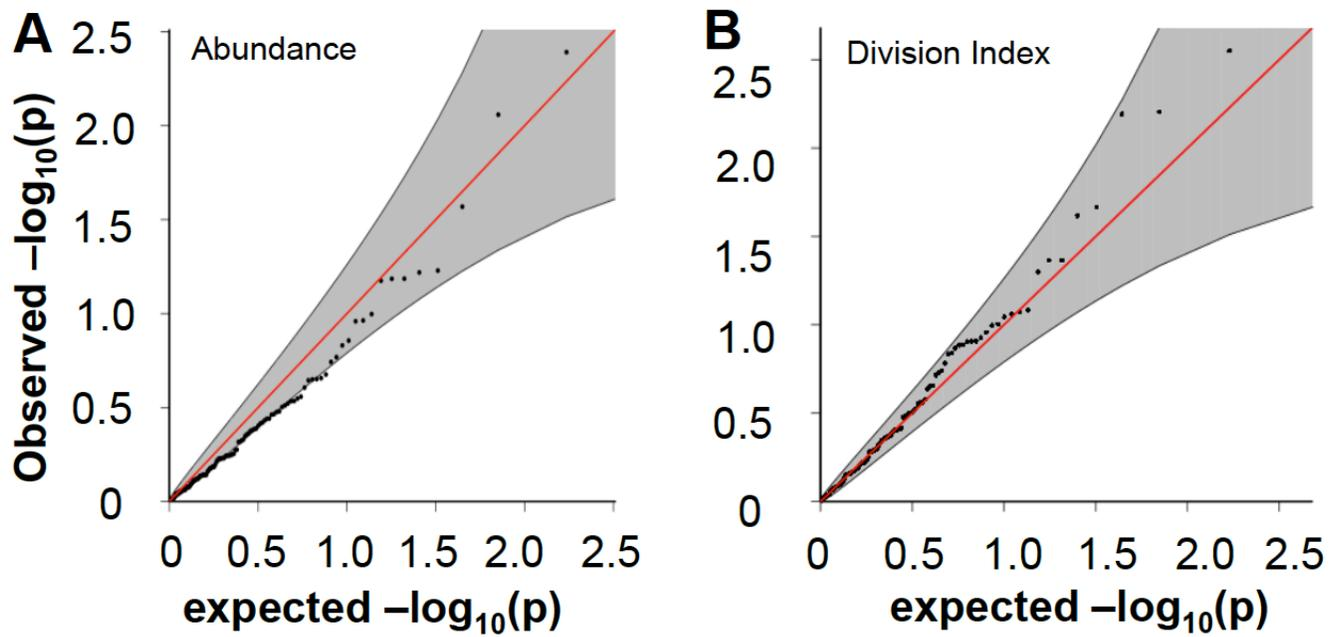 A
Abundance
Observed –log10(p)
2.5
2.0
1.5
1.0
0.5
0
0 0.5 1.0 1.5 2.0 2.5
expected –log10(p)
B
Division Index
2.5
2.0
1.5
1.0
0.5
0
0 0.5 1.0 1.5 2.0 2.5
expected –log10(p)